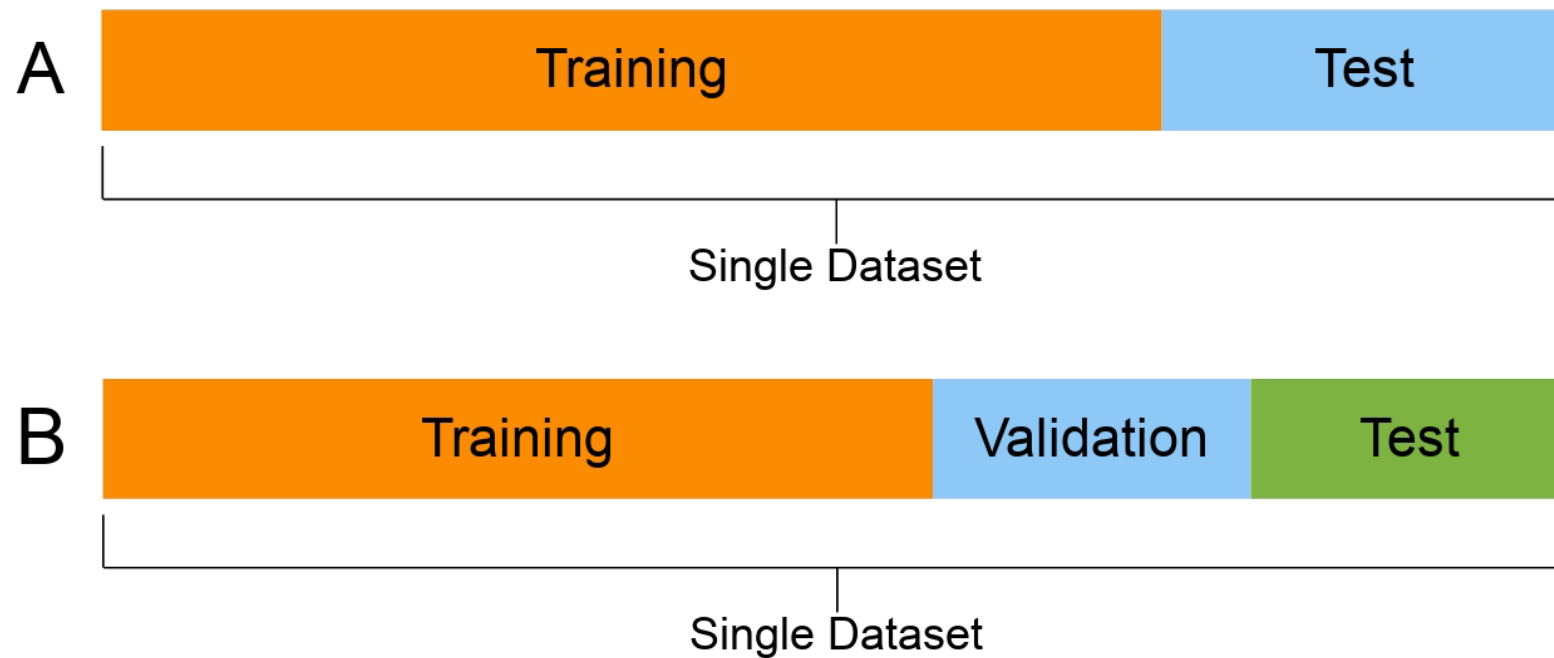 A
Training Test
Single Dataset
B
Training Validation Test
Single Dataset